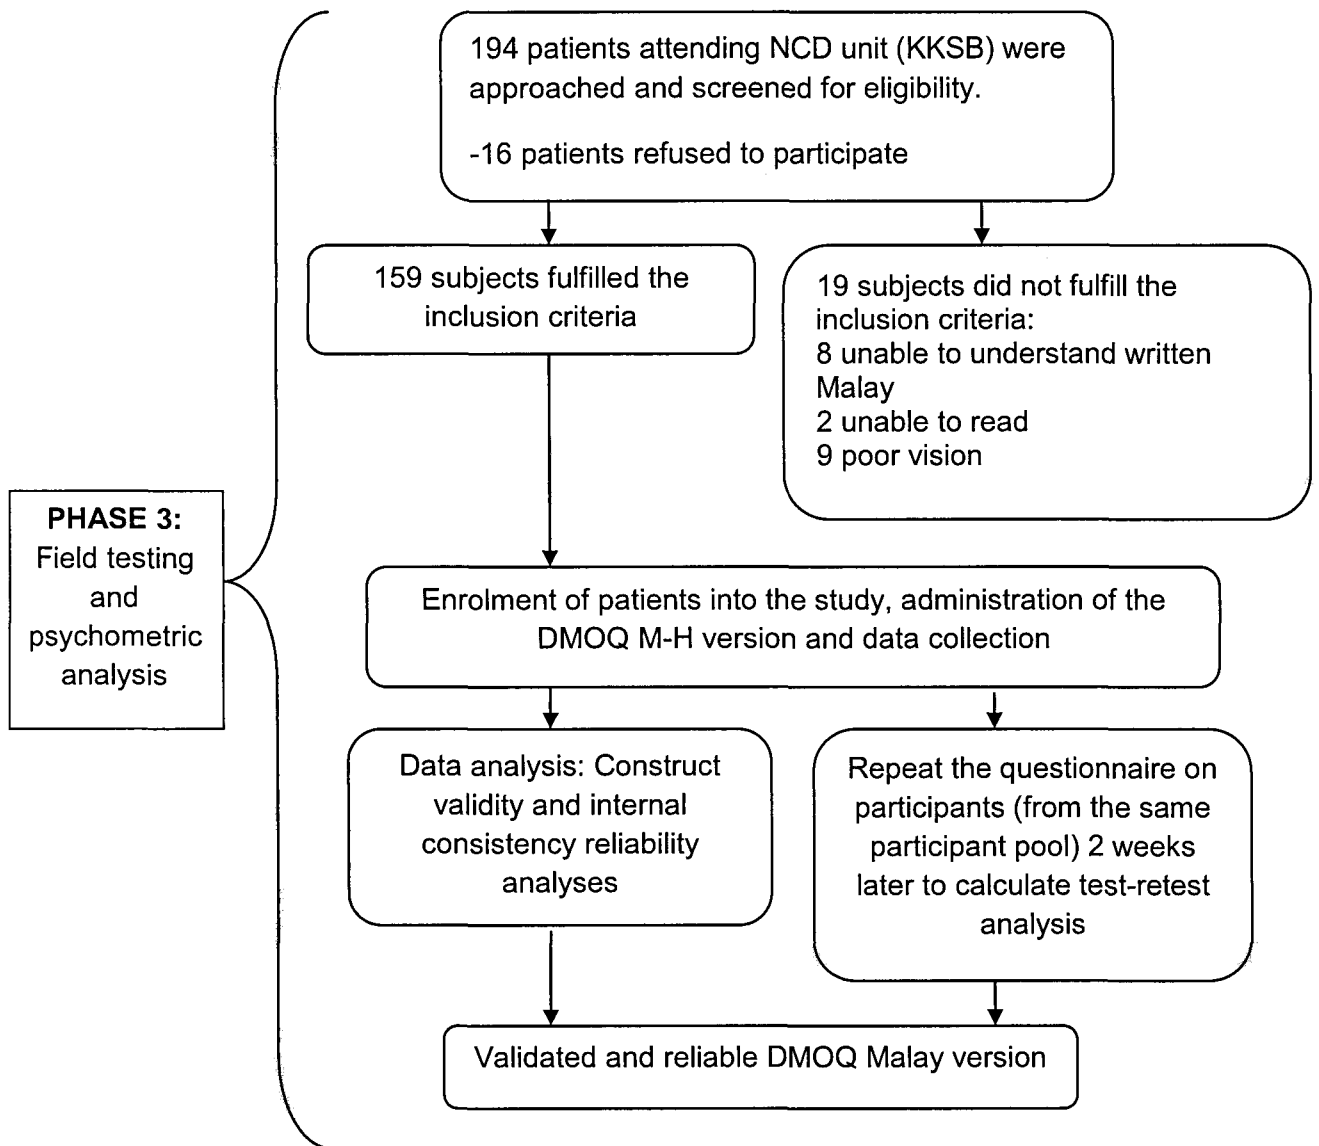 194 patients attending NCD unit (KKSB) were
approached and screened for eligibility.
-16 patients refused to participate
159 subjects fulfilled the
inclusion criteria
19 subjects did not fulfill the
inclusion criteria:
8 unable to understand written
Malay
2 unable to read
9 poor vision
PHASE 3:
Field testing
and
psychometric
analysis
Enrolment of patients into the study, administration of the
DMOQ M-H version and data collection
Data analysis: Construct
validity and internal
consistency reliability
analyses
Repeat the questionnaire on
participants (from the same
participant pool) 2 weeks
later to calculate test-retest
analysis
Validated and reliable DMOQ Malay version